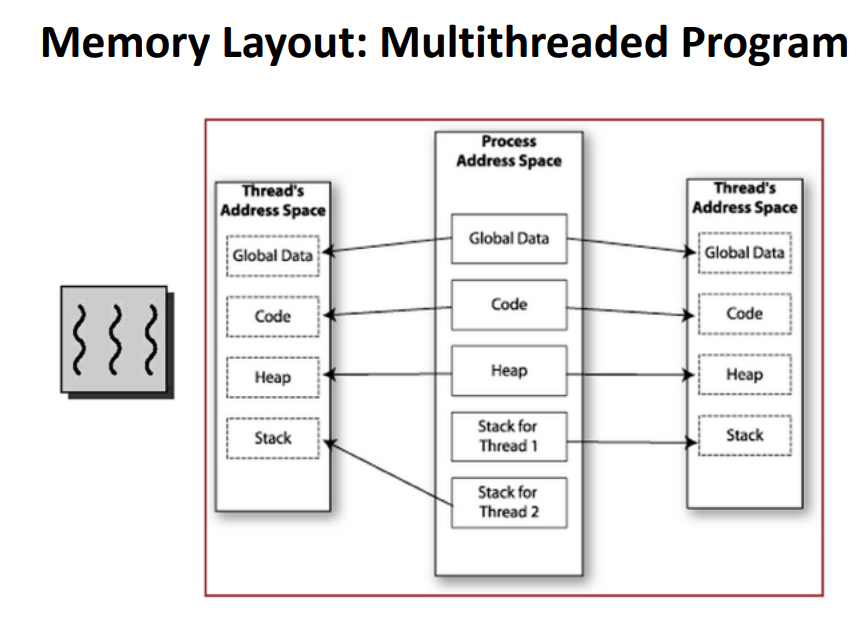 Memory Layout: Multithreaded Program
Thread's
Address Space
Global Data
Code
Heap
Stack
Process
Address Space
Global Data
Code
Heap
Stack for
Thread 1
Stack for
Thread 2
Thread's
Address Space
Global Data
Code
Heap
Stack